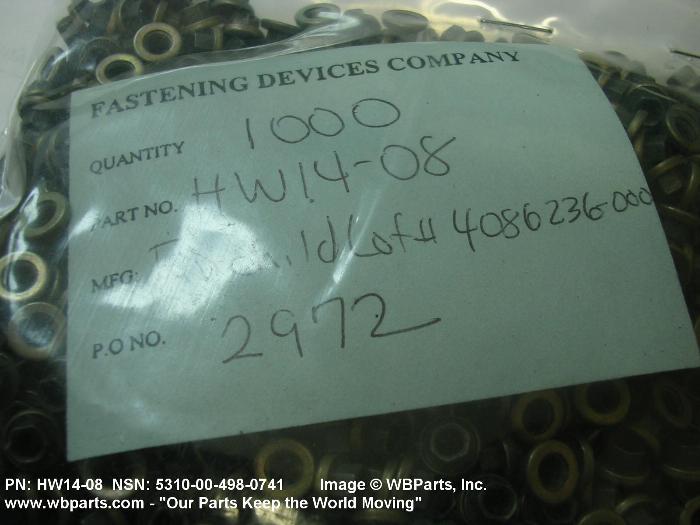 FASTENING DEVICES COMPANY
QUANTITY 1000
PART NO. HW14-08
MFG: Lot# 4086236-000
P.O NO. 2972
PN: HW14-08 NSN: 5310-00-498-0741 Image © WBParts, Inc.
www.wbparts.com - "Our Parts Keep the World Moving"